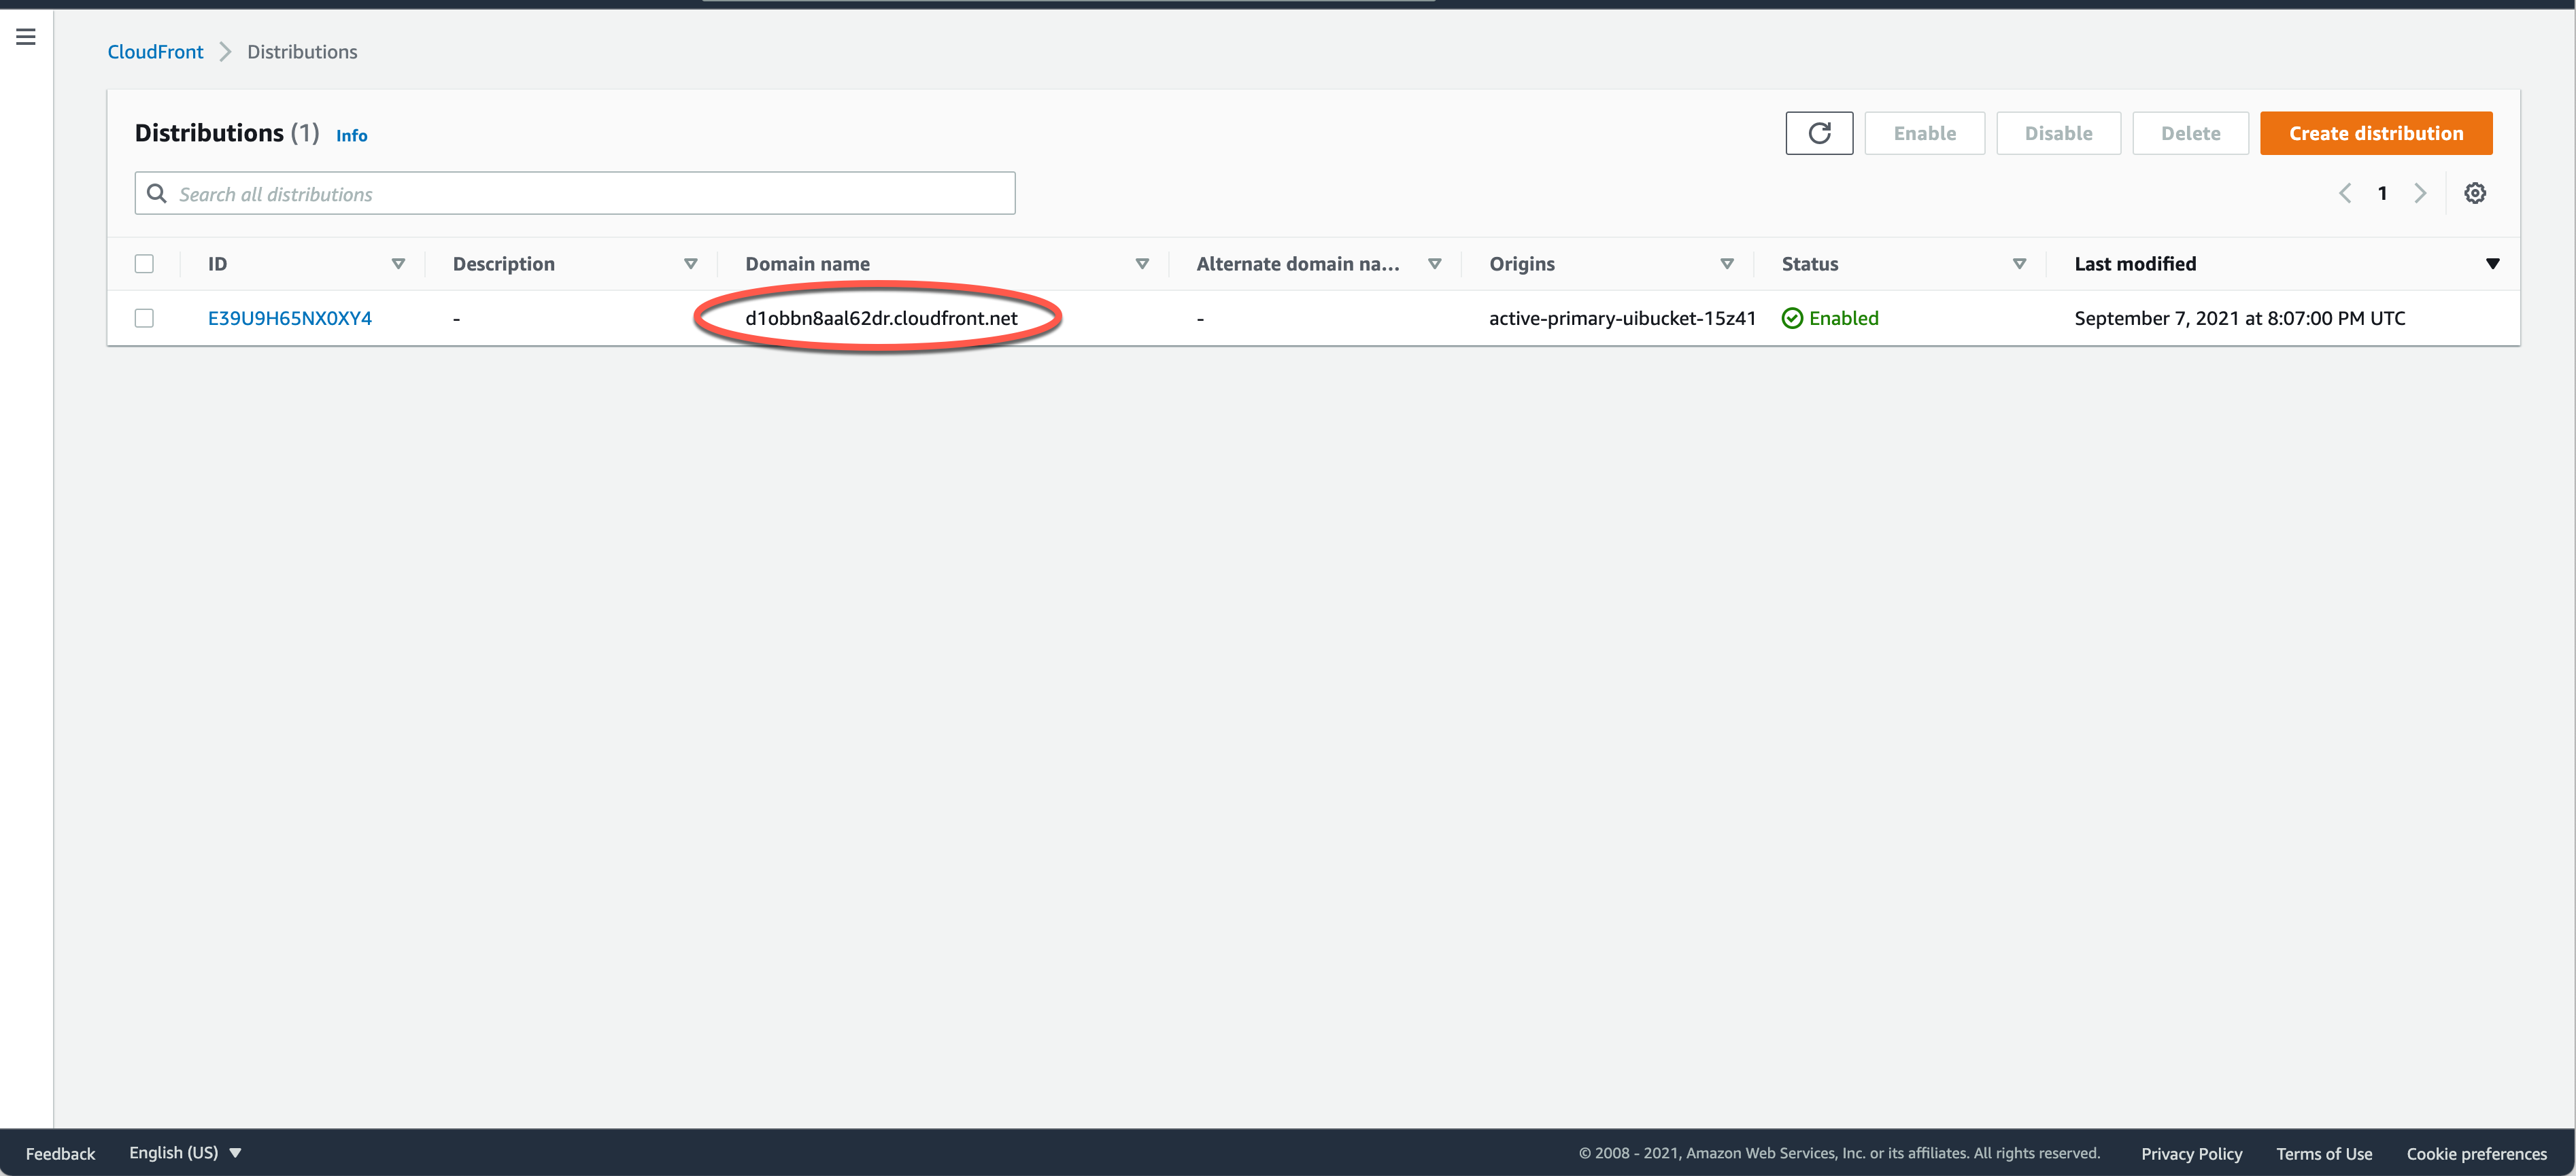 CloudFront > Distributions
Distributions (1) Info
Enable Disable Delete Create distribution
Search all distributions
1
ID Description Domain name Alternate domain na... Origins Status Last modified
E39U9H65NX0XY4 - d1obbn8aal62dr.cloudfront.net - active-primary-uibucket-15z41 Enabled September 7, 2021 at 8:07:00 PM UTC
Feedback English (US) © 2008 - 2021, Amazon Web Services, Inc. or its affiliates. All rights reserved. Privacy Policy Terms of Use Cookie preferences